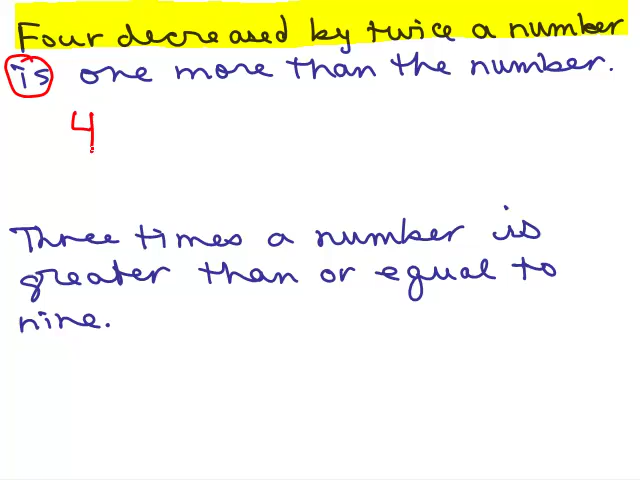 Four decreased by twice a number
is one more than the number.
4
Three times a number is
greater than or equal to
nine.